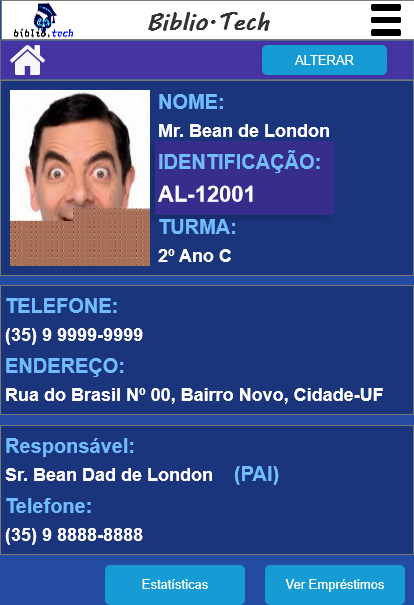 biblio.tech
Biblio·Tech
ALTERAR
NOME:
Mr. Bean de London
IDENTIFICAÇÃO:
AL-12001
TURMA:
2º Ano C
TELEFONE:
(35) 9 9999-9999
ENDEREÇO:
Rua do Brasil Nº 00, Bairro Novo, Cidade-UF
Responsável:
Sr. Bean Dad de London (PAI)
Telefone:
(35) 9 8888-8888
Estatísticas
Ver Empréstimos